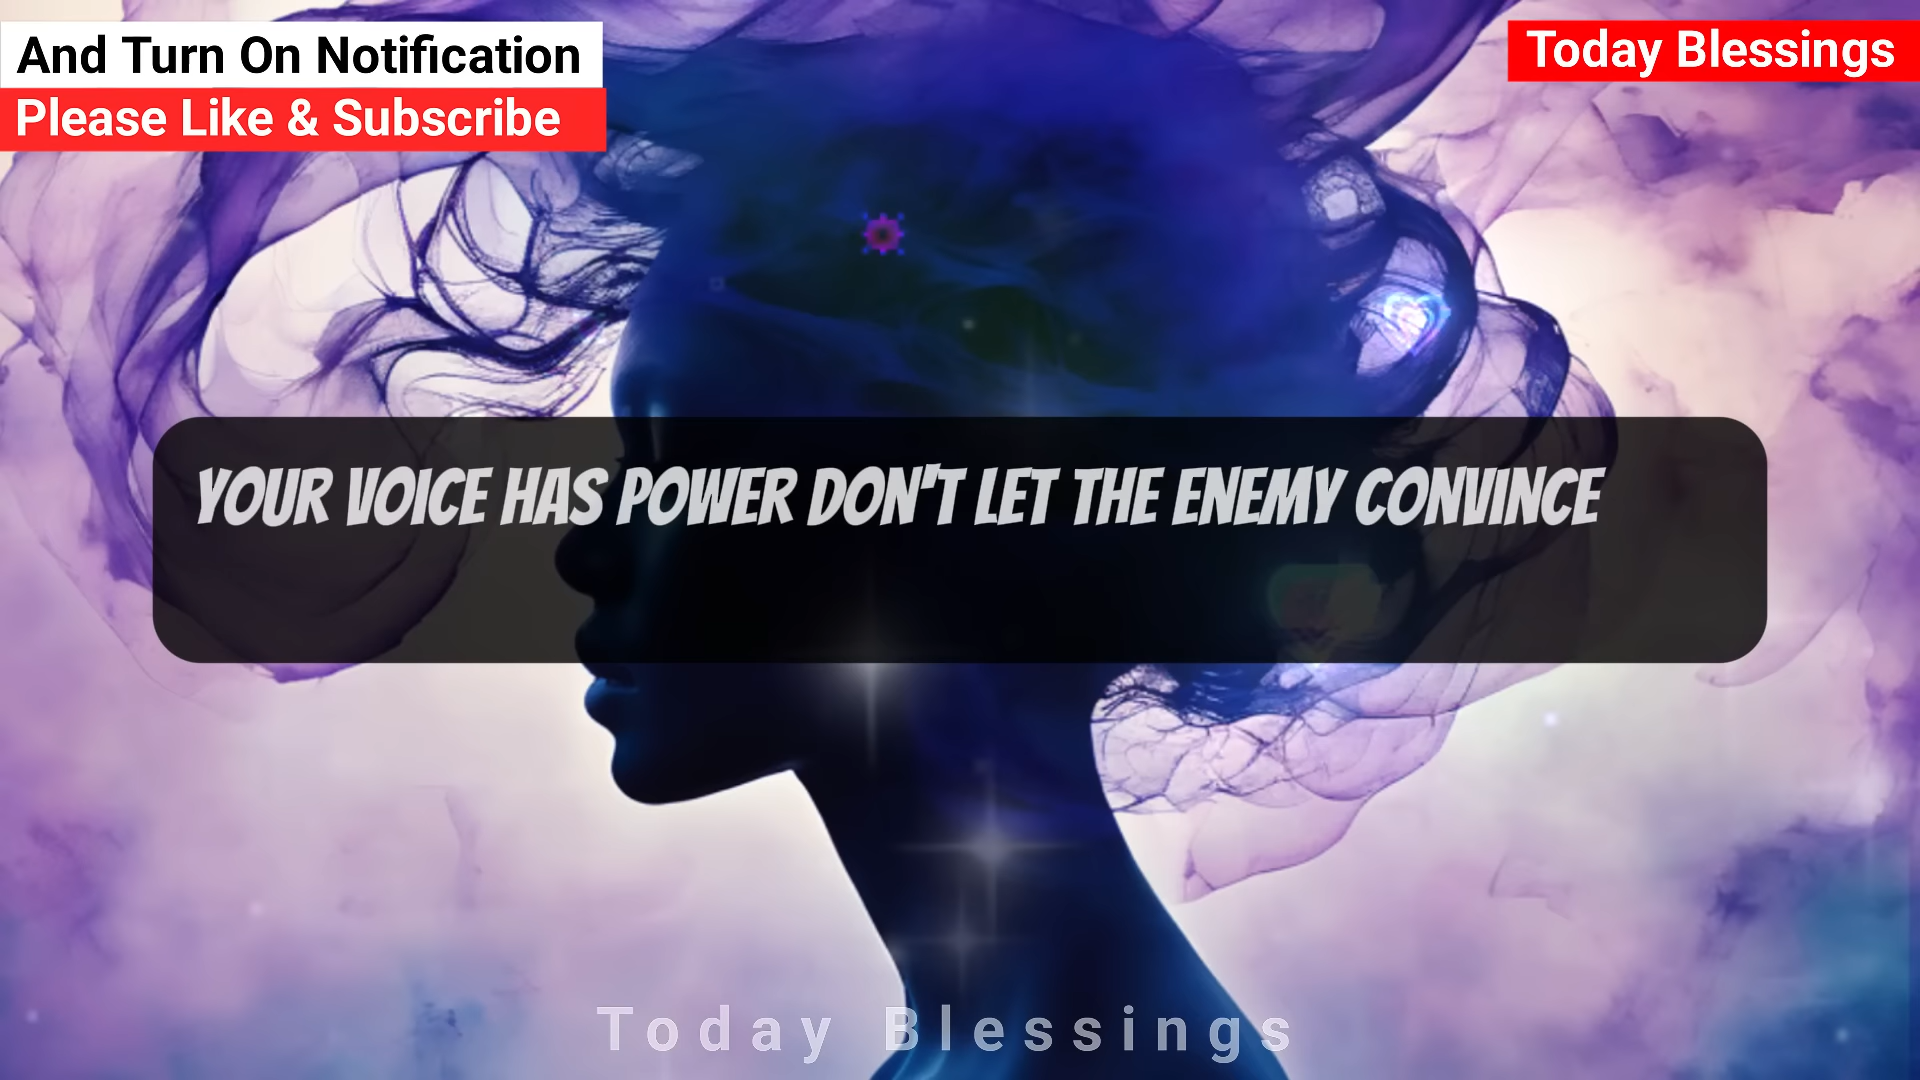 And Turn On Notification
Please Like & Subscribe
Today Blessings
YOUR VOICE HAS POWER DON'T LET THE ENEMY CONVINCE
Today Blessings